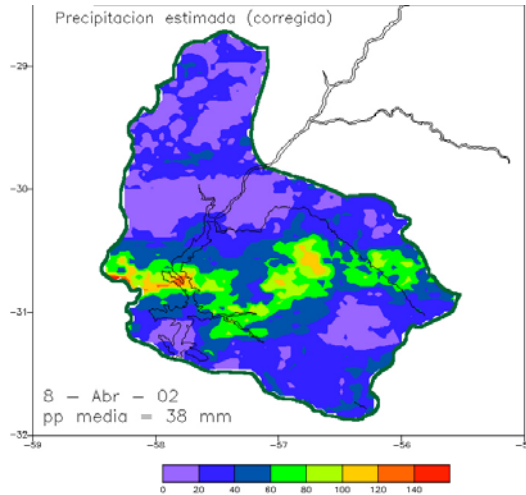 Precipitacion estimada (corregida)
-29
-30
-31
8 - Abr - 02
pp media = 38 mm
-32
-59 -58 -57 -56 -5
0 20 40 60 80 100 120 140